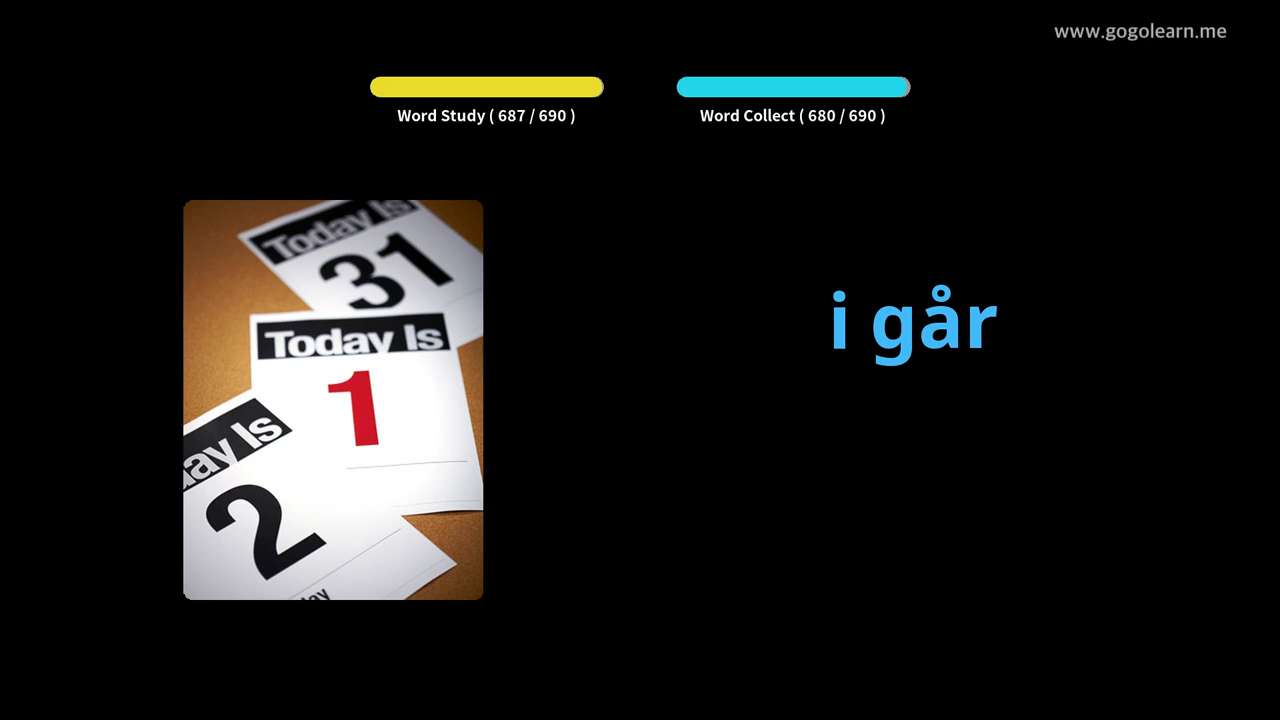 www.gogolearn.me
Word Study ( 687 / 690 )
Word Collect ( 680 / 690 )
Today Is
31
Today Is
1
ay Is
2
i går